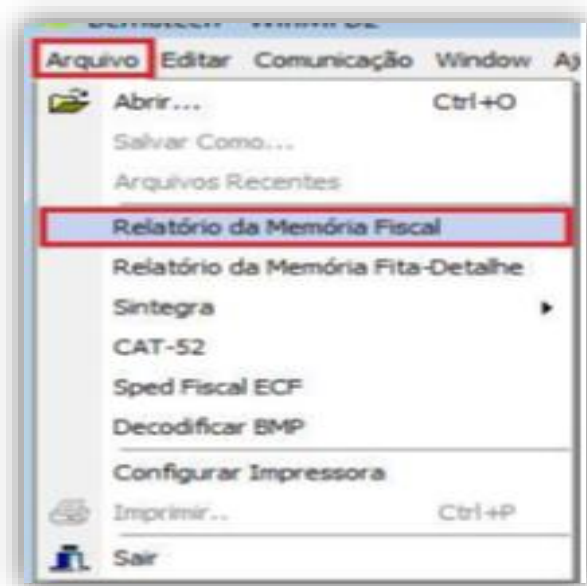 Arquivo Editar Comunicação Window
Abrir... Ctrl+O
Salvar Como...
Arquivos Recentes
Relatório da Memória Fiscal
Relatório da Memória Fita-Detalhe
Sintegra
CAT-52
Sped Fiscal ECF
Decodificar BMP
Configurar Impressora
Imprimir.. Ctrl+P
Sair